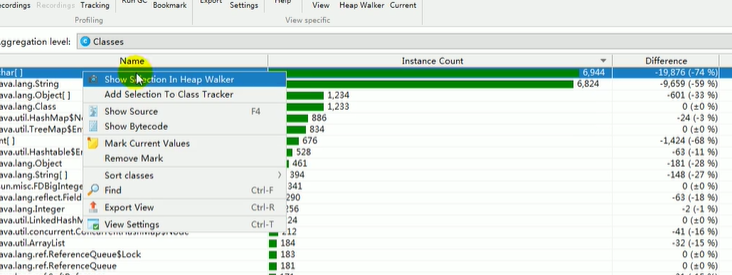 ecordings Recordings Tracking Run GC Bookmark Export Settings Help View Heap Walker Current
Profiling View specific
Aggregation level: Classes
Name Instance Count Difference
char[ ] 6,944 -19,876 (-74 %)
ava.lang.String 6,824 -9,659 (-59 %)
ava.lang.Object[ ] 1,234 -601 (-33 %)
ava.lang.Class 1,233 0 (±0 %)
ava.util.HashMap$N 886 -24 (-3 %)
ava.util.TreeMap$En 834 0 (±0 %)
nt[ ] 676 -1,424 (-68 %)
ava.util.Hashtable$E 528 -63 (-11 %)
ava.lang.Object 461 -181 (-28 %)
ava.lang.String[ ] 394 -148 (-27 %)
un.misc.FDBigInteg 341 0 (±0 %)
ava.lang.reflect.Field 300 -63 (-18 %)
ava.lang.Integer 256 -2 (-1 %)
ava.util.LinkedHashM 0 (±0 %)
ava.util.concurrent.ConcurrentHashMap$Node 212 -41 (-16 %)
ava.util.ArrayList 184 -32 (-15 %)
ava.lang.ref.ReferenceQueue$Lock 183 0 (±0 %)
ava.lang.ref.ReferenceQueue 181 0 (±0 %)
Show Selection In Heap Walker
Add Selection To Class Tracker
Show Source F4
Show Bytecode
Mark Current Values
Remove Mark
Sort classes
Find Ctrl-F
Export View Ctrl-R
View Settings Ctrl-T